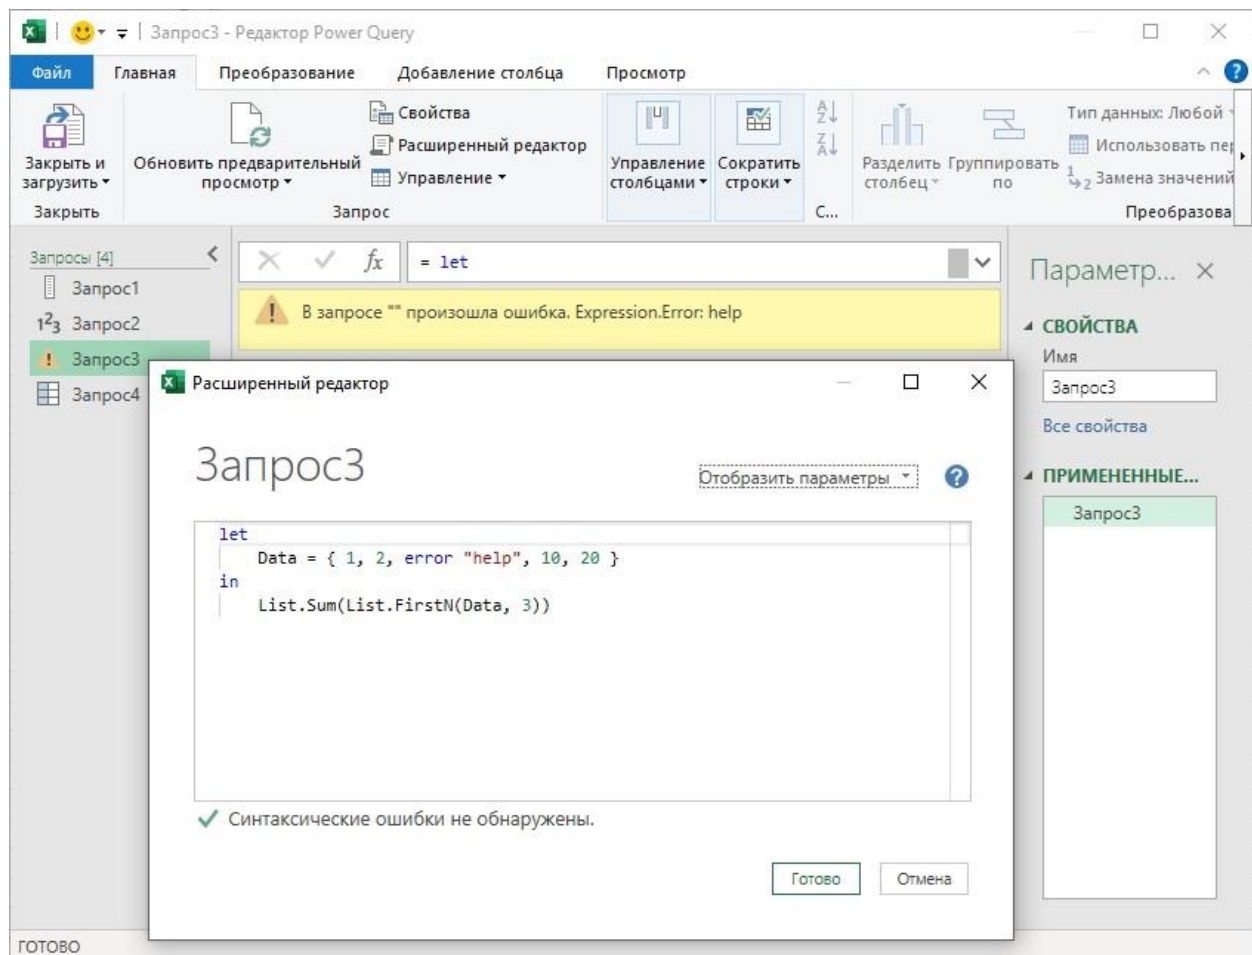 Запрос3 - Редактор Power Query
Файл Главная Преобразование Добавление столбца Просмотр
Закрыть и загрузить
Обновить предварительный просмотр
Свойства
Расширенный редактор
Управление
Управление столбцами
Сократить строки
Разделить столбец
Группировать по
Тип данных: Любой
Использовать
Замена значений
Закрыть
Запрос
С...
Запросы [4]
Запрос1
1²3 Запрос2
Запрос3
Запрос4
fx = let
В запросе "" произошла ошибка. Expression.Error: help
Параметр...
СВОЙСТВА
Имя
Запрос3
Все свойства
ПРИМЕНЕННЫЕ...
Запрос3
Расширенный редактор
Запрос3
Отобразить параметры
let
Data = { 1, 2, error "help", 10, 20 }
in
List.Sum(List.FirstN(Data, 3))
Синтаксические ошибки не обнаружены.
Готово Отмена
ГОТОВО